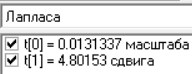 Лапласа
t[0] = 0.0131337 масштаба
t[1] = 4.80153 сдвига